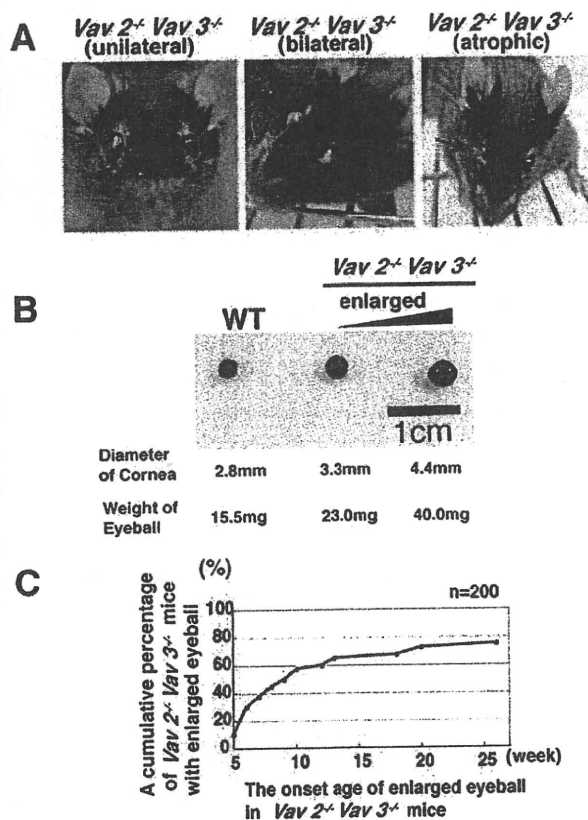 A
Vav 2-/- Vav 3-/- (unilateral)
Vav 2-/- Vav 3-/- (bilateral)
Vav 2-/- Vav 3-/- (atrophic)
B
Vav 2-/- Vav 3-/-
WT
enlarged
1cm
Diameter of Cornea
2.8mm 3.3mm 4.4mm
Weight of Eyeball
15.5mg 23.0mg 40.0mg
C
(%)
n=200
A cumulative percentage
of Vav 2-/- Vav 3-/- mice
with enlarged eyeball
100
80
60
40
20
0
5 10 15 20 25 (week)
The onset age of enlarged eyeball
in Vav 2-/- Vav 3-/- mice